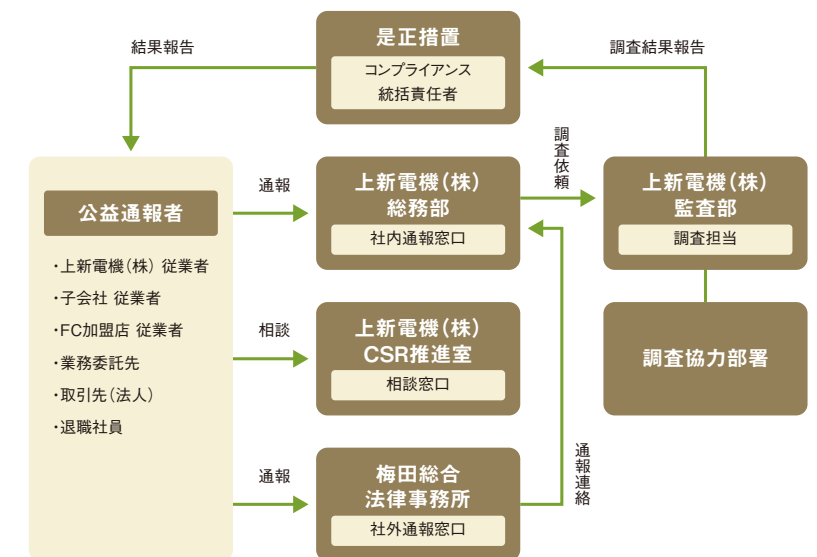 是正措置
コンプライアンス
統括責任者
結果報告
調査結果報告
公益通報者
・上新電機(株) 従業者
・子会社 従業者
・FC加盟店 従業者
・業務委託先
・取引先(法人)
・退職社員
通報
上新電機(株)
総務部
社内通報窓口
調査依頼
上新電機(株)
監査部
調査担当
相談
上新電機(株)
CSR推進室
相談窓口
調査協力部署
通報
梅田総合
法律事務所
社外通報窓口
通報連絡